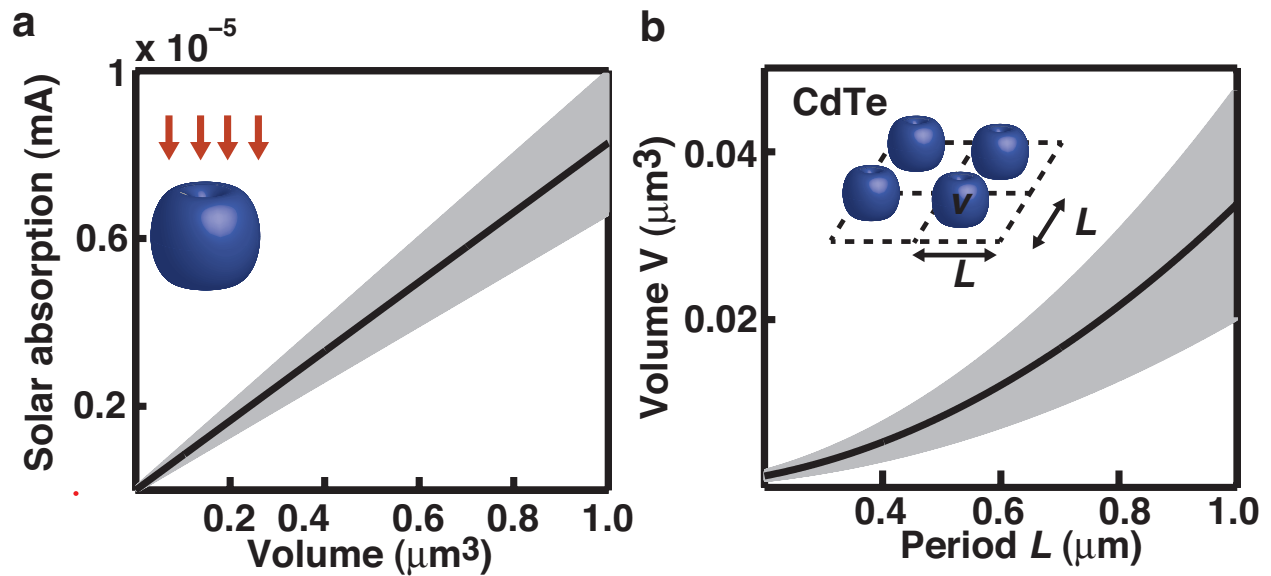 a
x 10⁻⁵
1
0.6
0.2
Solar absorption (mA)
0.2 0.4 0.6 0.8 1.0
Volume (μm³)
b
CdTe
v
L
L
0.04
0.02
Volume V (μm3)
0.4 0.6 0.8 1.0
Period L (μm)